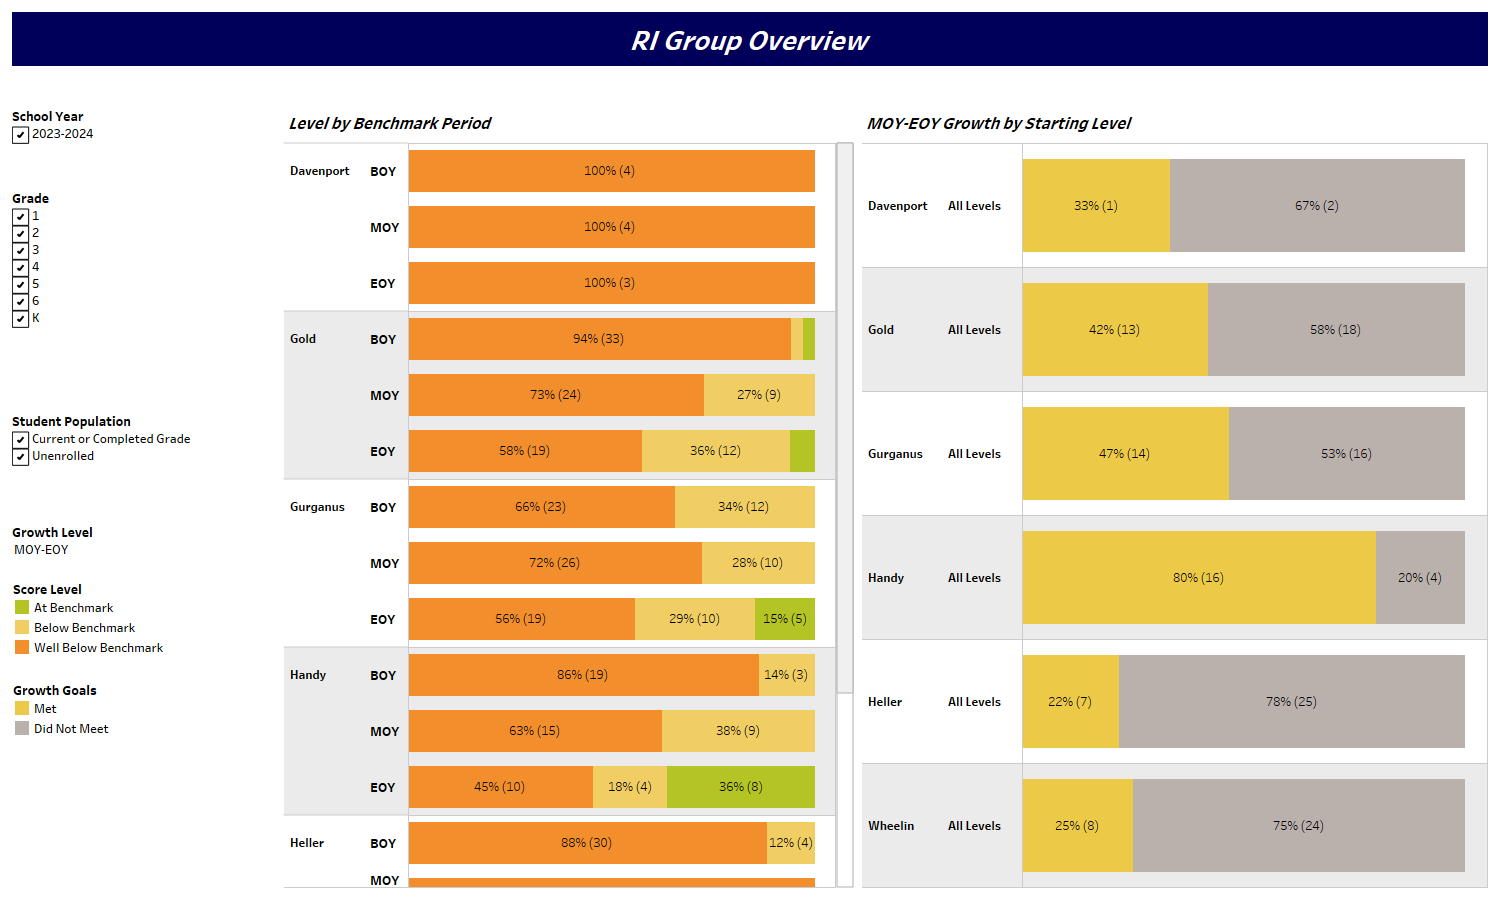 RI Group Overview
School Year
2023-2024
Grade
1
2
3
4
5
6
K
Student Population
Current or Completed Grade
Unenrolled
Growth Level
MOY-EOY
Score Level
At Benchmark
Below Benchmark
Well Below Benchmark
Growth Goals
Met
Did Not Meet
Level by Benchmark Period
Davenport BOY 100% (4)
MOY 100% (4)
EOY 100% (3)
Gold BOY 94% (33)
MOY 73% (24) 27% (9)
EOY 58% (19) 36% (12)
Gurganus BOY 66% (23) 34% (12)
MOY 72% (26) 28% (10)
EOY 56% (19) 29% (10) 15% (5)
Handy BOY 86% (19) 14% (3)
MOY 63% (15) 38% (9)
EOY 45% (10) 18% (4) 36% (8)
Heller BOY 88% (30) 12% (4)
MOY
MOY-EOY Growth by Starting Level
Davenport All Levels 33% (1) 67% (2)
Gold All Levels 42% (13) 58% (18)
Gurganus All Levels 47% (14) 53% (16)
Handy All Levels 80% (16) 20% (4)
Heller All Levels 22% (7) 78% (25)
Wheelin All Levels 25% (8) 75% (24)